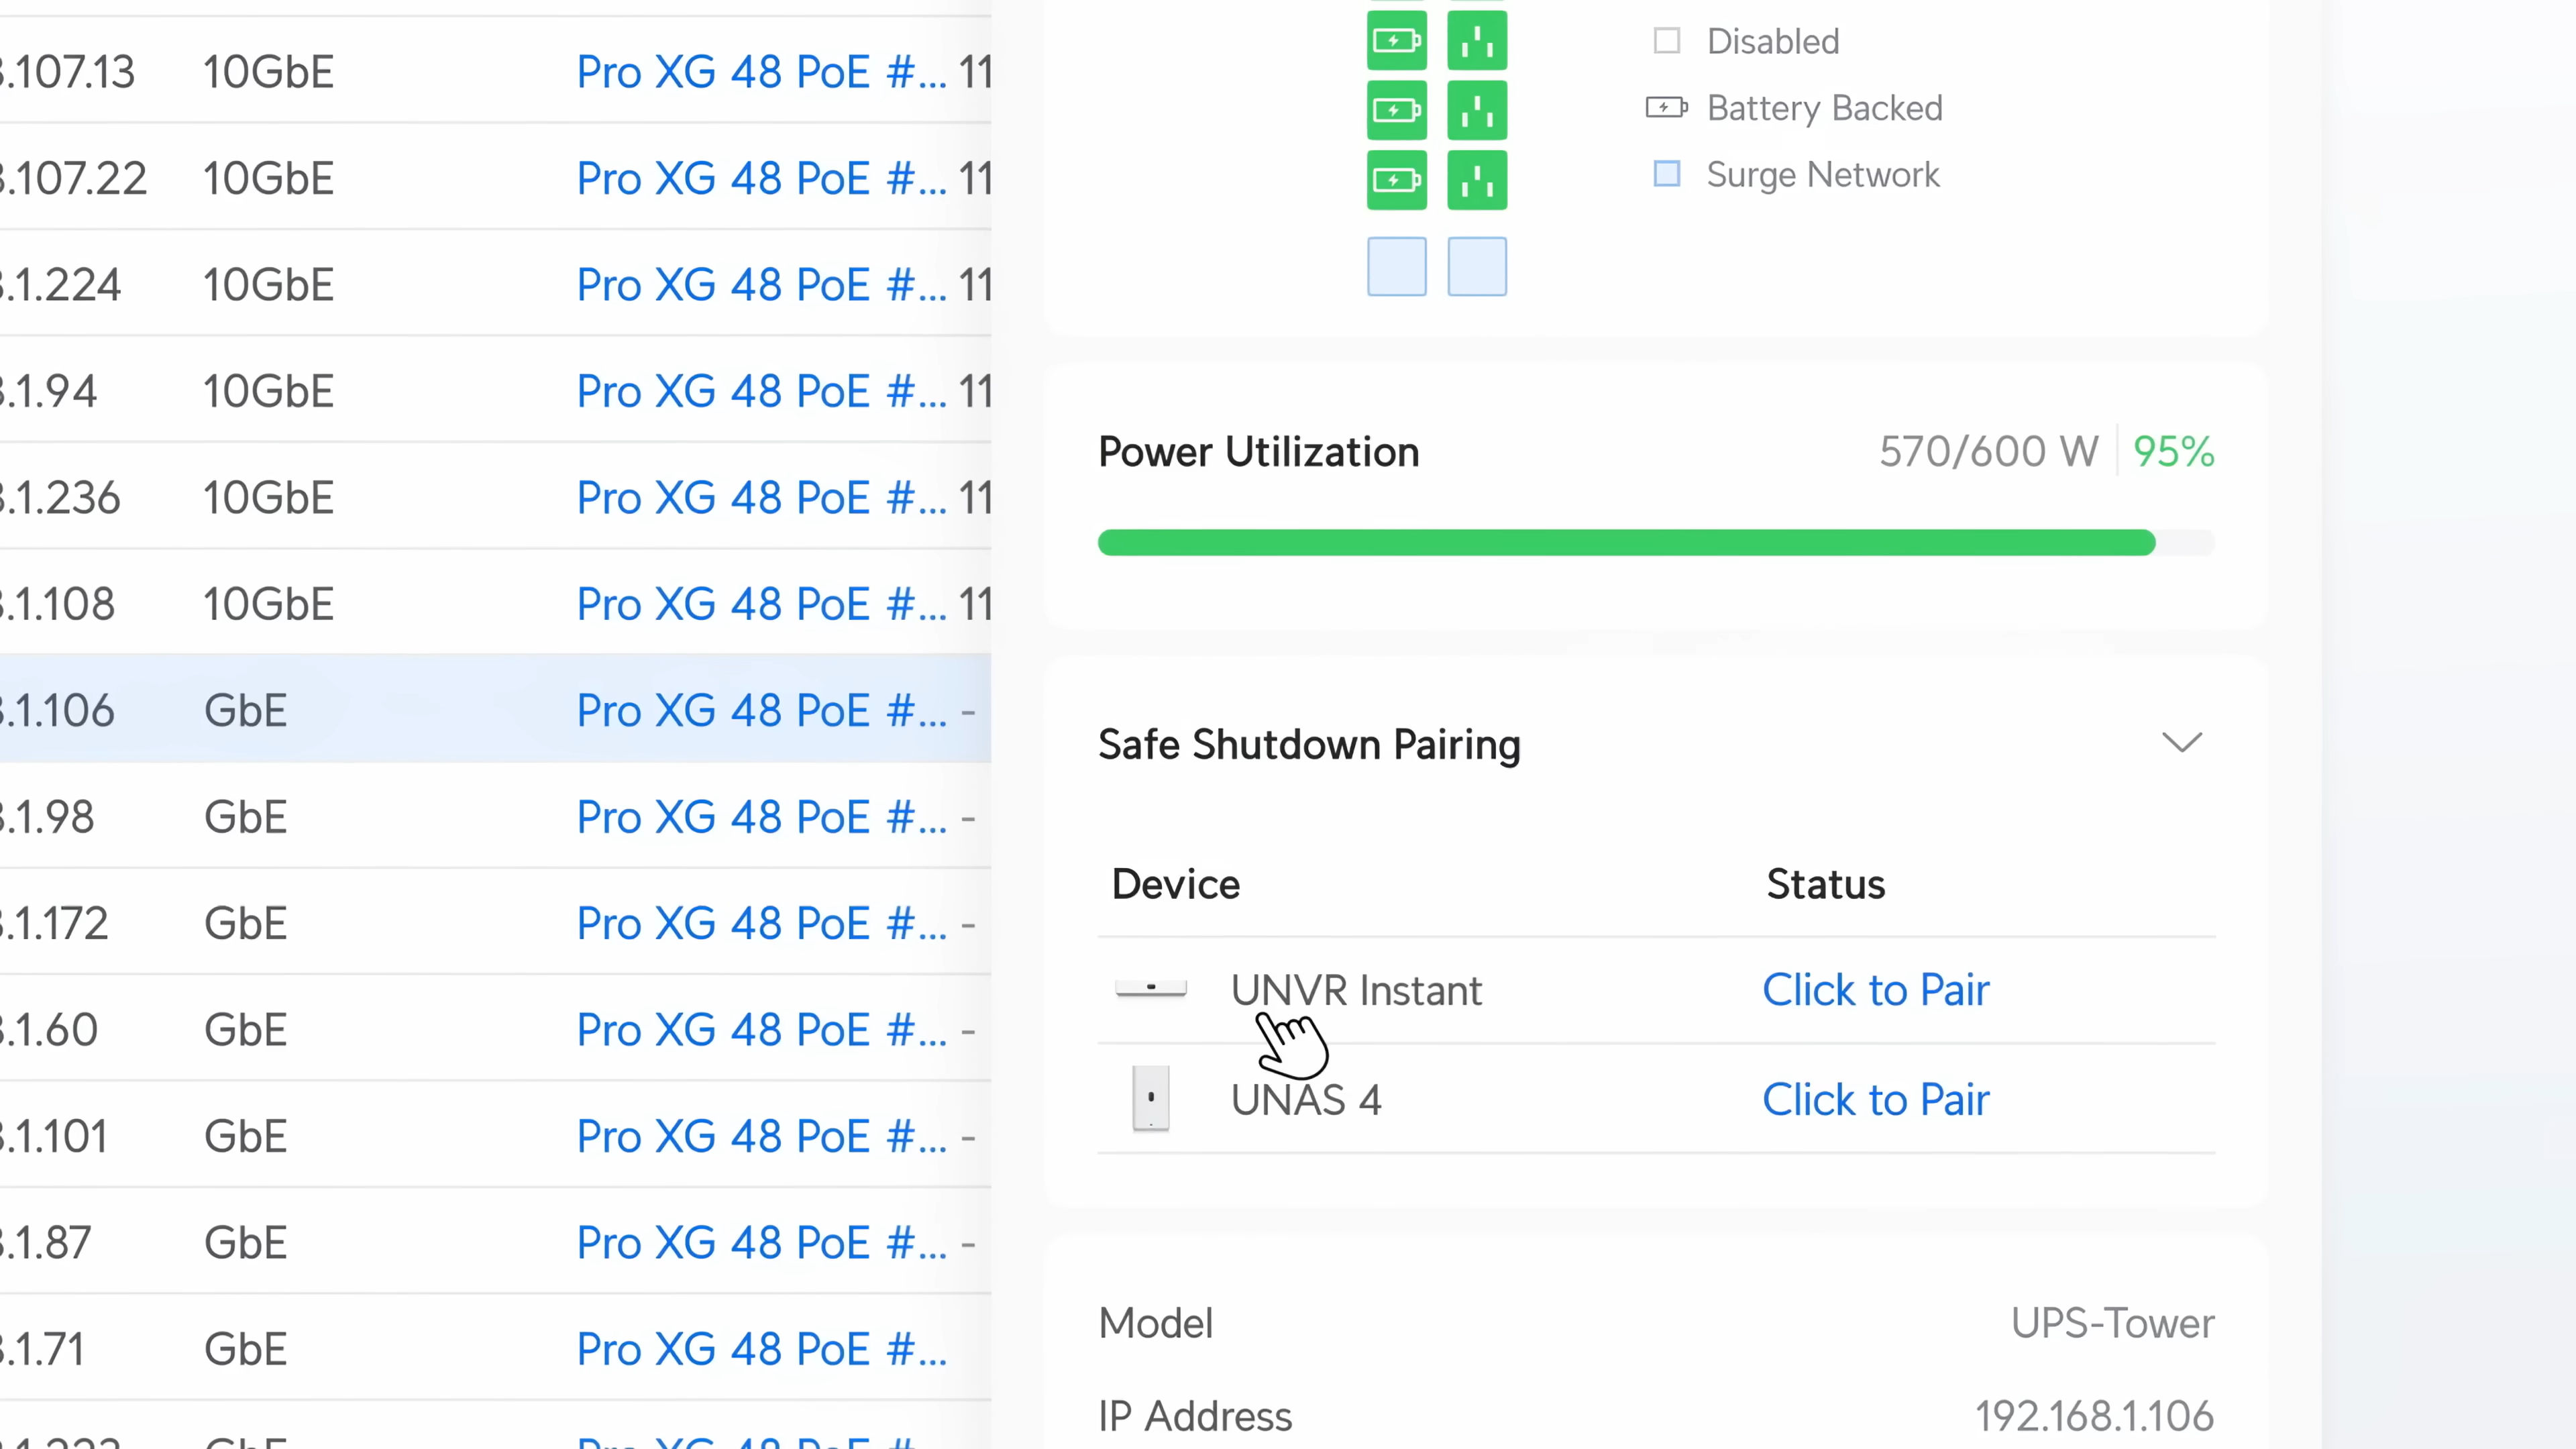 .107.13 10GbE Pro XG 48 PoE #... 11
.107.22 10GbE Pro XG 48 PoE #... 11
.1.224 10GbE Pro XG 48 PoE #... 11
.1.94 10GbE Pro XG 48 PoE #... 11
.1.236 10GbE Pro XG 48 PoE #... 11
.1.108 10GbE Pro XG 48 PoE #... 11
.1.106 GbE Pro XG 48 PoE #... -
.1.98 GbE Pro XG 48 PoE #... -
.1.172 GbE Pro XG 48 PoE #... -
.1.60 GbE Pro XG 48 PoE #... -
.1.101 GbE Pro XG 48 PoE #... -
.1.87 GbE Pro XG 48 PoE #... -
.1.71 GbE Pro XG 48 PoE #...
Disabled
Battery Backed
Surge Network
Power Utilization 570/600 W 95%
Safe Shutdown Pairing
Device Status
UNVR Instant Click to Pair
UNAS 4 Click to Pair
Model UPS-Tower
IP Address 192.168.1.106